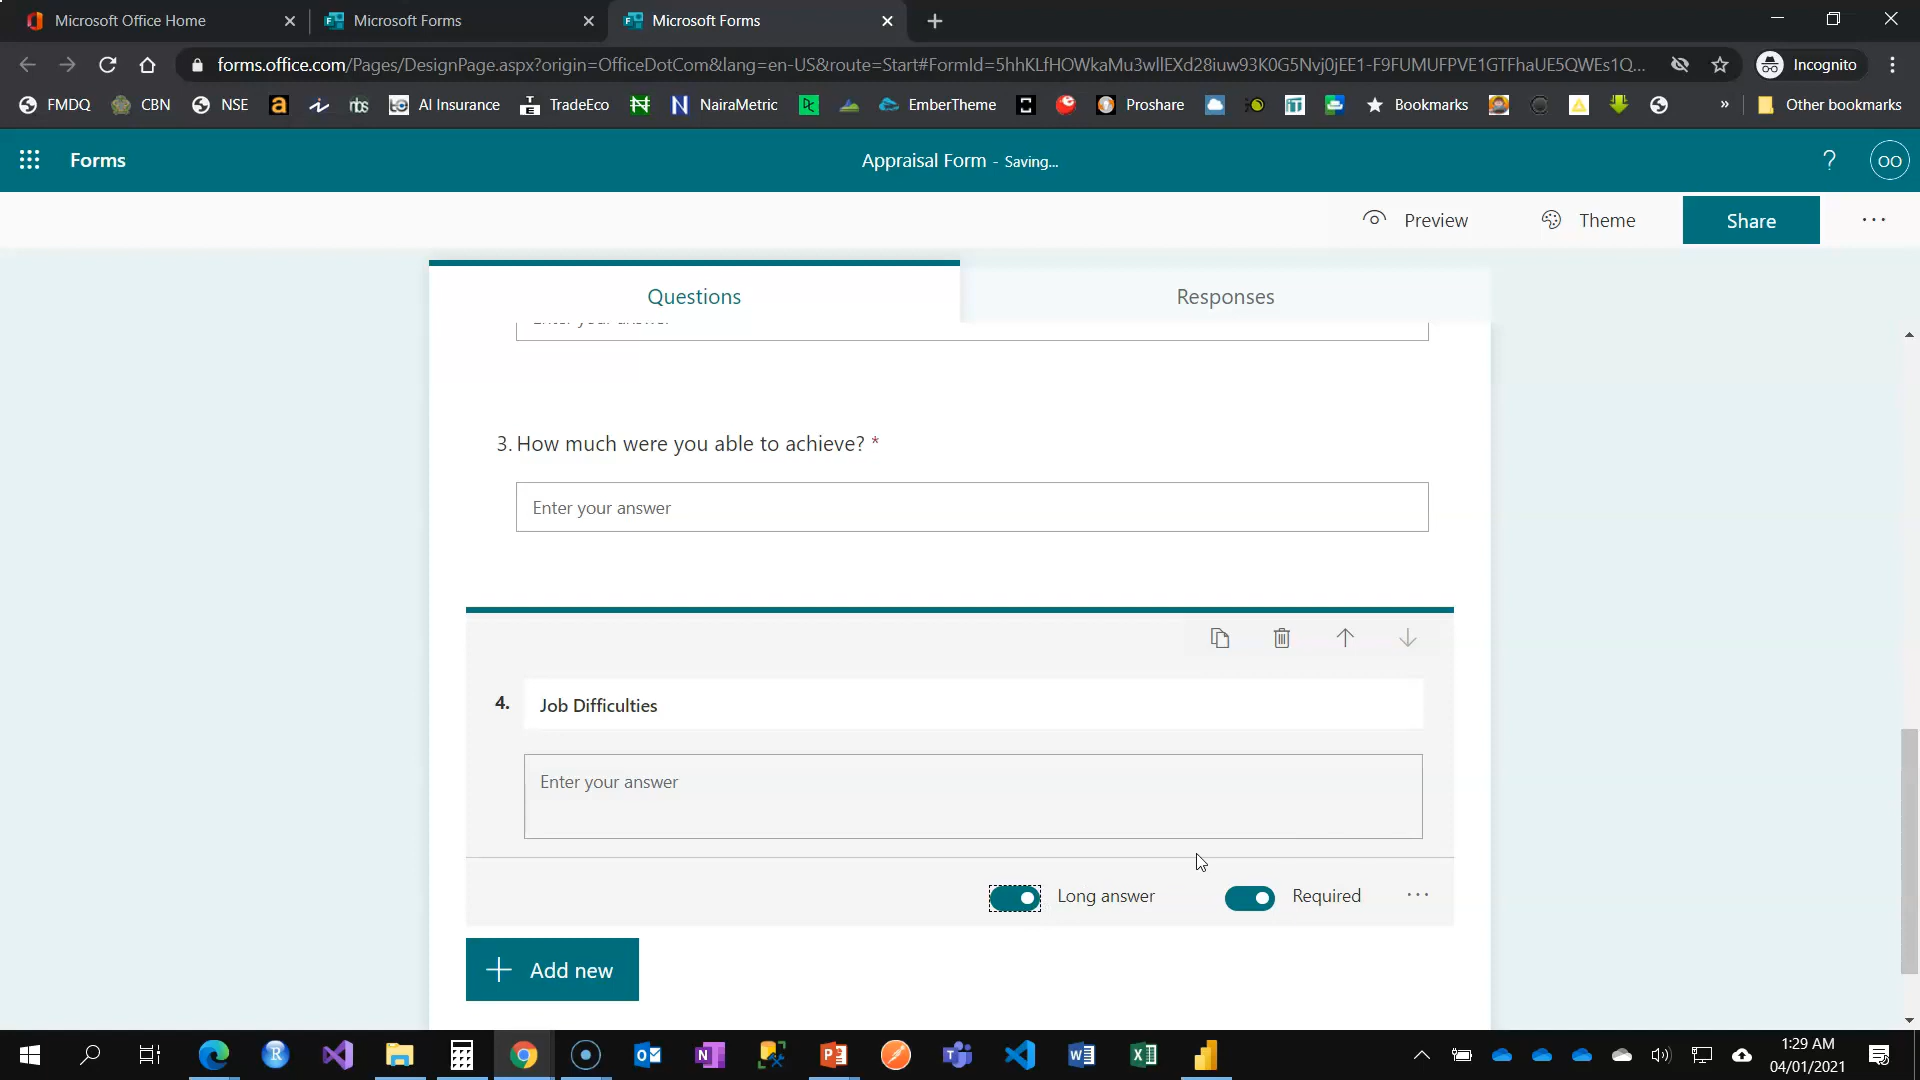 Microsoft Office Home
Microsoft Forms
Microsoft Forms
forms.office.com/Pages/DesignPage.aspx?origin=OfficeDotCom&lang=en-US&route=Start#FormId=5hhKLfHOWkaMu3wllEXd28iuw93K0G5Nvj0jEE1-F9FUMUFPVE1GTFhaUE5QWEs1Q...
Incognito
FMDQ
CBN
NSE
AI Insurance
TradeEco
NairaMetric
EmberTheme
Proshare
Bookmarks
»
Other bookmarks
Forms
Appraisal Form - Saving...
?
OO
Preview
Theme
Share
...
Questions
Responses
3. How much were you able to achieve? *
Enter your answer
4. Job Difficulties
Enter your answer
Long answer
Required
...
+ Add new
1:29 AM
04/01/2021